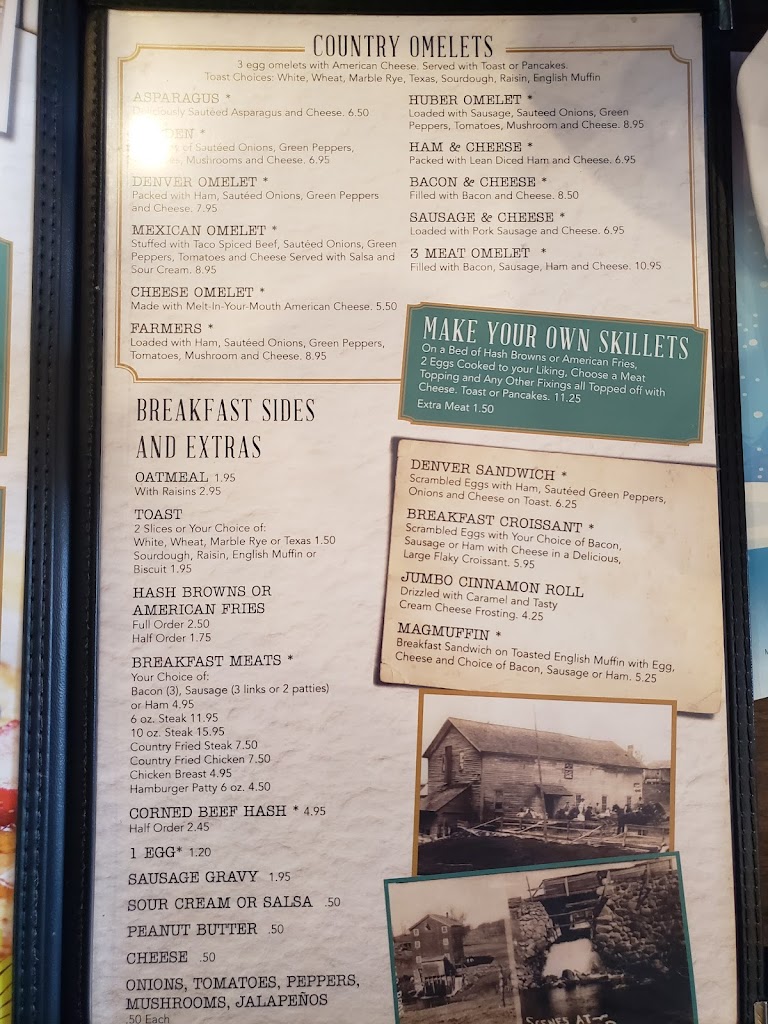 COUNTRY OMELETS
3 egg omelets with American Cheese. Served with Toast or Pancakes.
Toast Choices: White, Wheat, Marble Rye, Texas, Sourdough, Raisin, English Muffin
ASPARAGUS *
Sautéed Asparagus and Cheese. 6.50
of Sautéed Onions, Green Peppers,
Mushrooms and Cheese. 6.95
DENVER OMELET *
Packed with Ham, Sautéed Onions, Green Peppers
and Cheese. 7.95
MEXICAN OMELET *
Stuffed with Taco Spiced Beef, Sautéed Onions, Green
Peppers, Tomatoes and Cheese Served with Salsa and
Sour Cream. 8.95
CHEESE OMELET *
Made with Melt-In-Your-Mouth American Cheese. 5.50
FARMERS *
Loaded with Ham, Sautéed Onions, Green Peppers,
Tomatoes, Mushroom and Cheese. 8.95
HUBER OMELET *
Loaded with Sausage, Sauteed Onions, Green
Peppers, Tomatoes, Mushroom and Cheese. 8.95
HAM & CHEESE *
Packed with Lean Diced Ham and Cheese. 6.95
BACON & CHEESE *
Filled with Bacon and Cheese. 8.50
SAUSAGE & CHEESE *
Loaded with Pork Sausage and Cheese. 6.95
3 MEAT OMELET *
Filled with Bacon, Sausage, Ham and Cheese. 10.95
MAKE YOUR OWN SKILLETS
On a Bed of Hash Browns or American Fries,
2 Eggs Cooked to your Liking, Choose a Meat
Topping and Any Other Fixings all Topped off with
Cheese. Toast or Pancakes. 11.25
Extra Meat 1.50
BREAKFAST SIDES
AND EXTRAS
OATMEAL 1.95
With Raisins 2.95
TOAST
2 Slices or Your Choice of:
White, Wheat, Marble Rye or Texas 1.50
Sourdough, Raisin, English Muffin or
Biscuit 1.95
HASH BROWNS OR
AMERICAN FRIES
Full Order 2.50
Half Order 1.75
BREAKFAST MEATS *
Your Choice of:
Bacon (3), Sausage (3 links or 2 patties)
or Ham 4.95
6 oz. Steak 11.95
10 oz. Steak 15.95
Country Fried Steak 7.50
Country Fried Chicken 7.50
Chicken Breast 4.95
Hamburger Patty 6 oz. 4.50
CORNED BEEF HASH * 4.95
Half Order 2.45
1 EGG* 1.20
SAUSAGE GRAVY 1.95
SOUR CREAM OR SALSA .50
PEANUT BUTTER .50
CHEESE .50
ONIONS, TOMATOES, PEPPERS,
MUSHROOMS, JALAPEÑOS
.50 Each
DENVER SANDWICH *
Scrambled Eggs with Ham, Sautéed Green Peppers,
Onions and Cheese on Toast. 6.25
BREAKFAST CROISSANT *
Scrambled Eggs with Your Choice of Bacon,
Sausage or Ham with Cheese in a Delicious,
Large Flaky Croissant. 5.95
JUMBO CINNAMON ROLL
Drizzled with Caramel and Tasty
Cream Cheese Frosting. 4.25
MAGMUFFIN *
Breakfast Sandwich on Toasted English Muffin with Egg,
Cheese and Choice of Bacon, Sausage or Ham. 5.25
SCENES AT